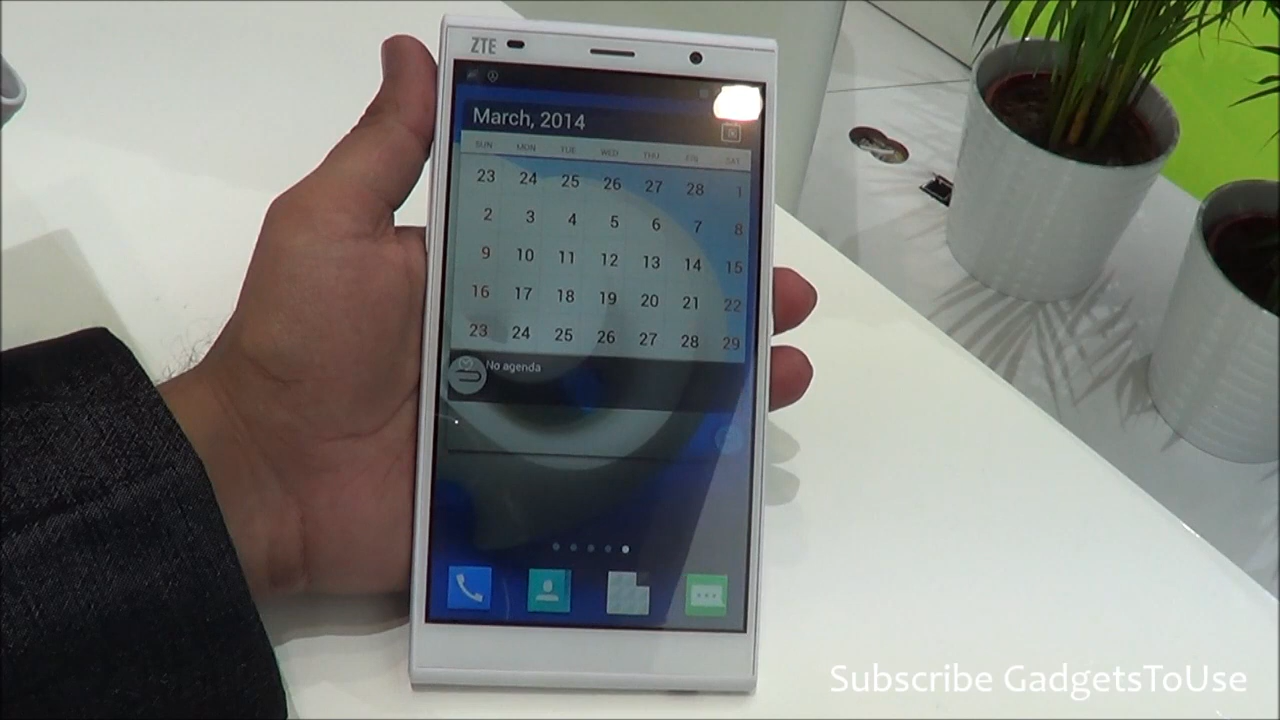 ZTE
March, 2014
SUN MON TUE WED THU FRI SAT
23 24 25 26 27 28 1
2 3 4 5 6 7 8
9 10 11 12 13 14 15
16 17 18 19 20 21 22
23 24 25 26 27 28 29
No agenda
Subscribe GadgetsToUse